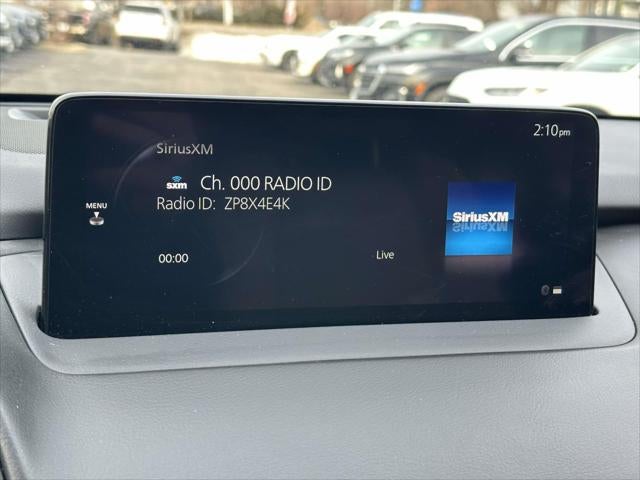 2:10pm
SiriusXM
sxm Ch. 000 RADIO ID
MENU
Radio ID: ZP8X4E4K
SiriusXM
00:00
Live